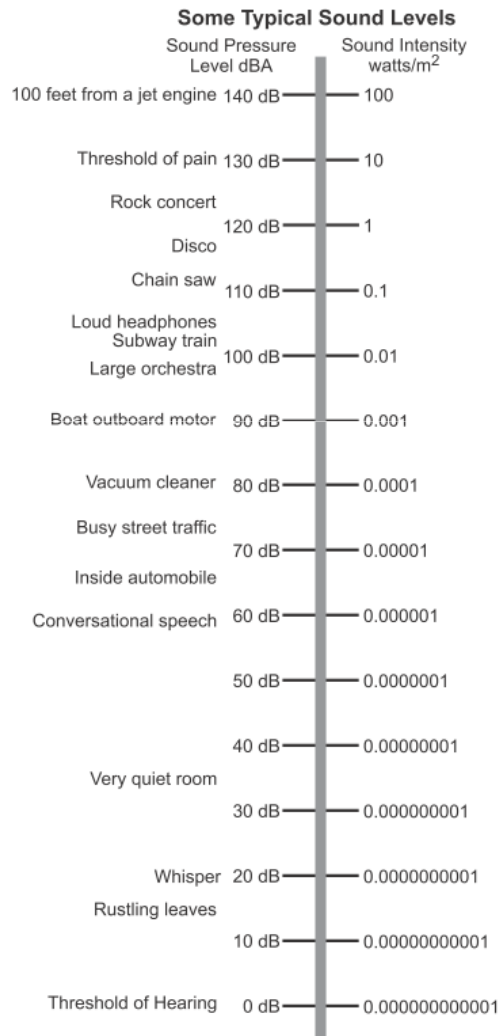 Some Typical Sound Levels
Sound Pressure Level dBA
Sound Intensity watts/m²
100 feet from a jet engine 140 dB 100
Threshold of pain 130 dB 10
Rock concert
120 dB 1
Disco
Chain saw
110 dB 0.1
Loud headphones
Subway train
100 dB 0.01
Large orchestra
Boat outboard motor 90 dB 0.001
Vacuum cleaner 80 dB 0.0001
Busy street traffic
70 dB 0.00001
Inside automobile
Conversational speech 60 dB 0.000001
50 dB 0.0000001
40 dB 0.00000001
Very quiet room
30 dB 0.000000001
Whisper 20 dB 0.0000000001
Rustling leaves
10 dB 0.00000000001
Threshold of Hearing 0 dB 0.000000000001